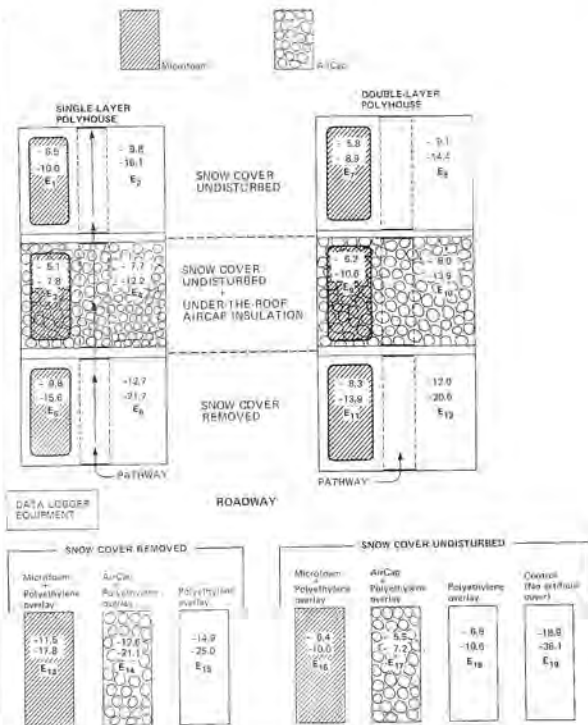 Microfoam
AirCap
SINGLE-LAYER
POLYHOUSE
DOUBLE-LAYER
POLYHOUSE
- 6.5
-10.0
E1
- 9.8
-16.1
E2
SNOW COVER
UNDISTURBED
- 5.8
- 8.9
E7
- 9.1
-14.4
E8
- 5.1
- 7.8
E3
- 7.7
-12.2
SNOW COVER
UNDISTURBED
+
UNDER-THE-ROOF
AIRCAP INSULATION
- 6.2
-10.6
E9
- 8.0
-13.6
E10
- 9.8
-15.6
E5
-12.7
-21.7
E6
SNOW COVER
REMOVED
- 8.3
-13.9
E11
-12.0
-20.6
E12
PATHWAY
PATHWAY
DATA LOGGER
EQUIPMENT
ROADWAY
SNOW COVER REMOVED
SNOW COVER UNDISTURBED
Microfoam
+
Polyethylene
overlay
AirCap
+
Polyethylene
overlay
Polyethylene
overlay
Microfoam
+
Polyethylene
overlay
AirCap
+
Polyethylene
overlay
Polyethylene
overlay
Control
(No artificial
cover)
-11.5
-17.8
E13
-12.6
-21.1
E14
-14.9
-25.0
E15
- 6.4
-10.0
E16
- 5.5
- 7.2
E17
- 6.9
-10.6
E18
-18.9
E19